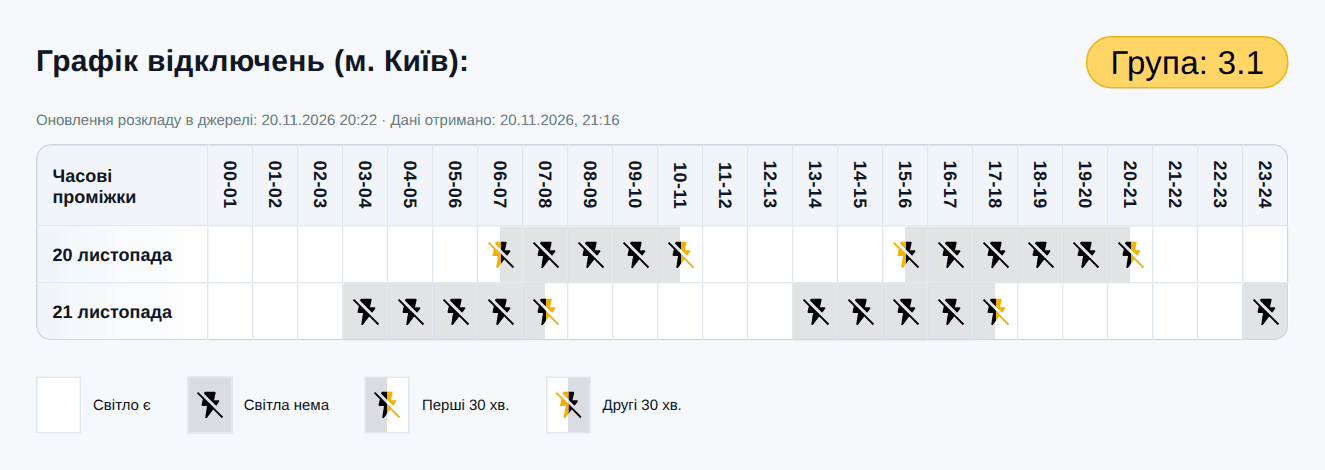 Графік відключень (м. Київ):
Група: 3.1
Оновлення розкладу в джерелі: 20.11.2026 20:22 · Дані отримано: 20.11.2026, 21:16
Часові
проміжки
00-01 01-02 02-03 03-04 04-05 05-06 06-07 07-08 08-09 09-10 10-11 11-12 12-13 13-14 14-15 15-16 16-17 17-18 18-19 19-20 20-21 21-22 22-23 23-24
20 листопада
21 листопада
Світло є Світла нема Перші 30 хв. Другі 30 хв.